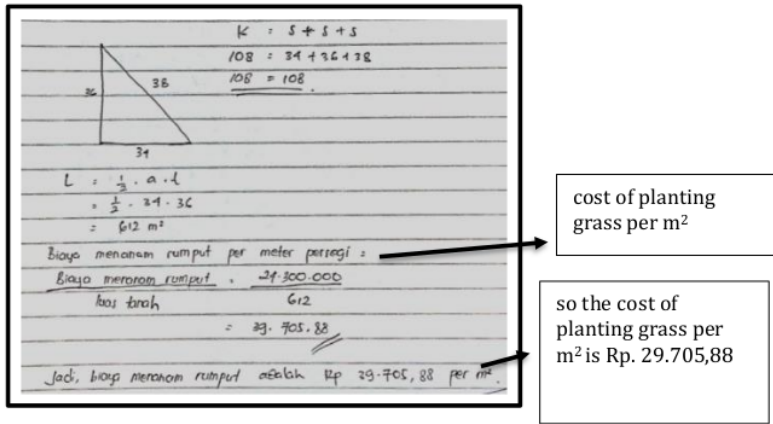 K : s + s + s
108 : 34 + 36 + 38
108 = 108
36
38
34
L : 1/2 . a . t
= 1/2 . 34 . 36
= 612 m²
Biaya menanam rumput per meter persegi :
Biaya menanam rumput = 24.300.000
luas tanah 612
= 39.705,88
Jadi, biaya menanam rumput adalah Rp 39.705,88 per m².
cost of planting
grass per m²
so the cost of
planting grass per
m² is Rp. 29.705,88